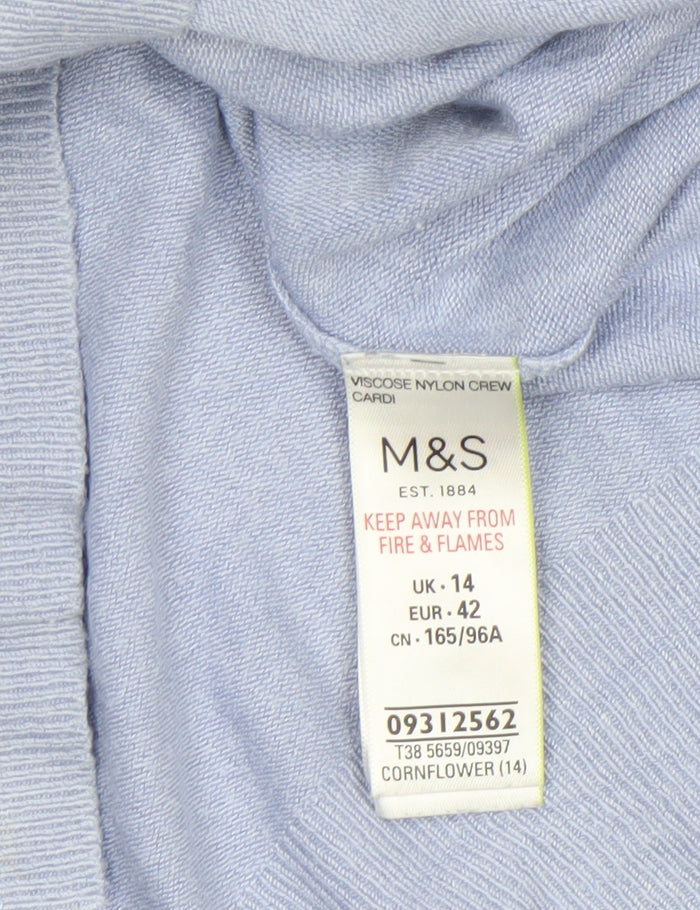 VISCOSE NYLON CREW
CARDI
M&S
EST. 1884
KEEP AWAY FROM
FIRE & FLAMES
UK · 14
EUR · 42
CN · 165/96A
09312562
T38 5659/09397
CORNFLOWER (14)